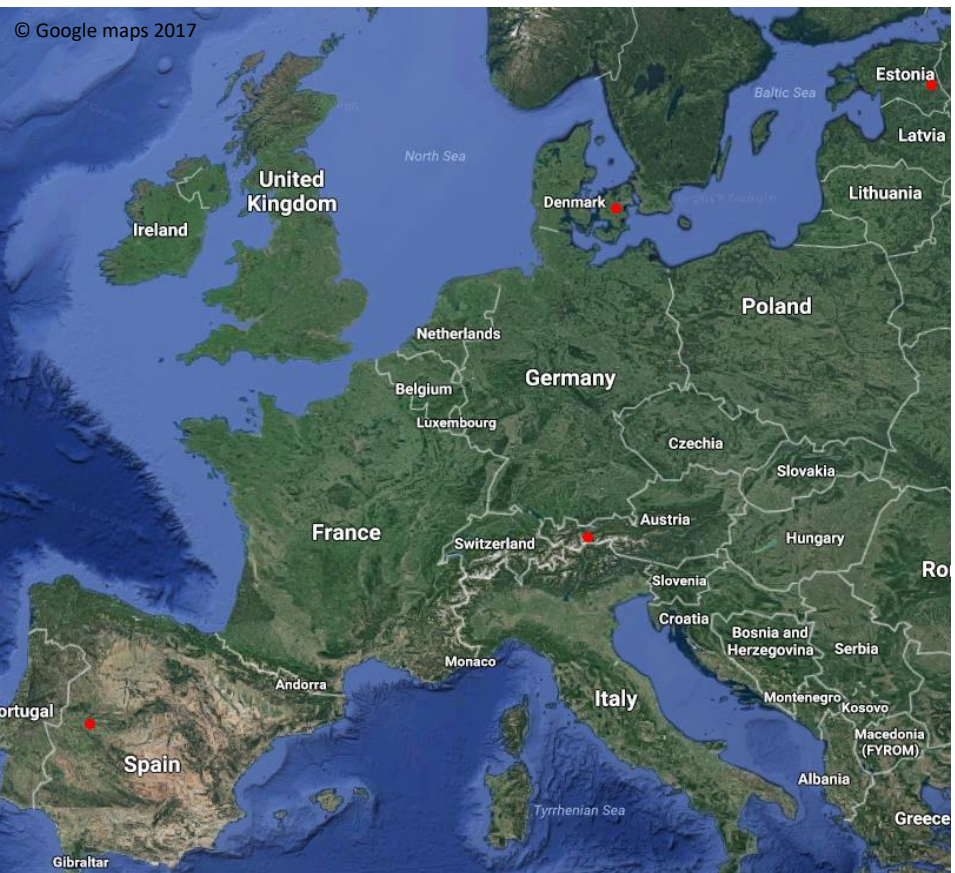 © Google maps 2017
Estonia
Baltic Sea
Latvia
North Sea
United
Kingdom
Lithuania
Denmark
Ireland
Poland
Netherlands
Germany
Belgium
Luxembourg
Czechia
Slovakia
Austria
France
Switzerland
Hungary
Ro
Slovenia
Croatia
Bosnia and
Herzegovina
Serbia
Monaco
Andorra
Italy
Montenegro
Kosovo
ortugal
Macedonia
(FYROM)
Spain
Albania
Tyrrhenian Sea
Greece
Gibraltar